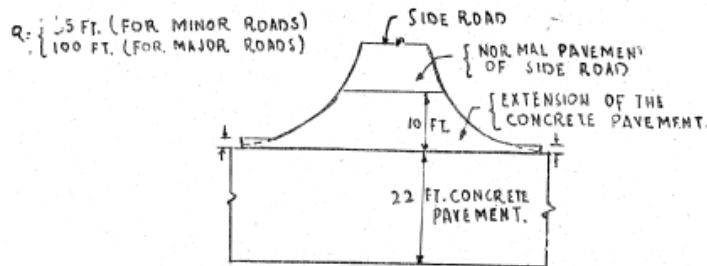 R: 5 FT. (FOR MINOR ROADS)
100 FT. (FOR MAJOR ROADS)
SIDE ROAD
NORMAL PAVEMENT
OF SIDE ROAD
10 FT.
EXTENSION OF THE
CONCRETE PAVEMENT.
22 FT. CONCRETE
PAVEMENT.